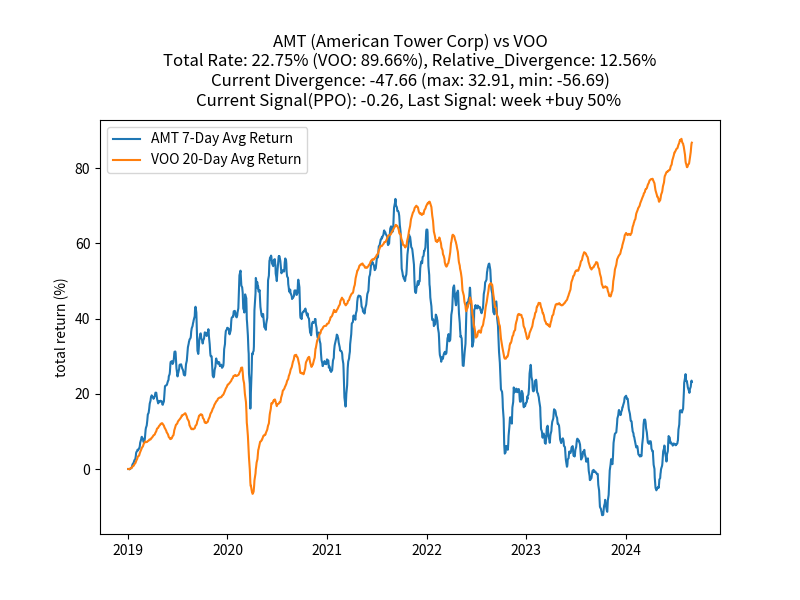 AMT (American Tower Corp) vs VOO
Total Rate: 22.75% (VOO: 89.66%), Relative_Divergence: 12.56%
Current Divergence: -47.66 (max: 32.91, min: -56.69)
Current Signal(PPO): -0.26, Last Signal: week +buy 50%
AMT 7-Day Avg Return
VOO 20-Day Avg Return
total return (%)
80
60
40
20
0
2019 2020 2021 2022 2023 2024